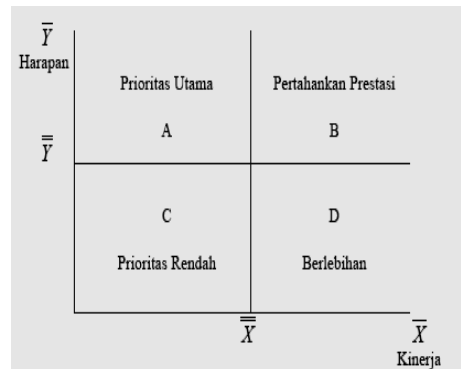 Y̅
Harapan
Prioritas Utama
Pertahankan Prestasi
A
B
Y̿
C
D
Prioritas Rendah
Berlebihan
X̿
X̅
Kinerja